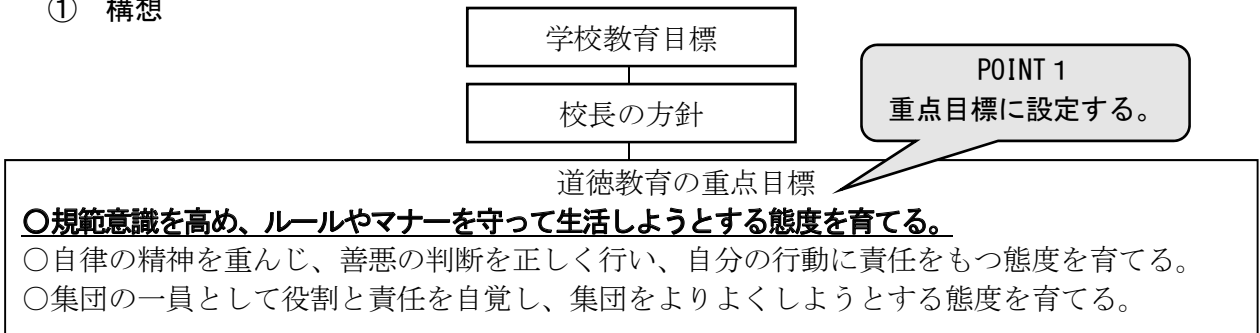 ① 構想
学校教育目標
校長の方針
POINT 1
重点目標に設定する。
道徳教育の重点目標
○規範意識を高め、ルールやマナーを守って生活しようとする態度を育てる。
○自律の精神を重んじ、善悪の判断を正しく行い、自分の行動に責任をもつ態度を育てる。
○集団の一員として役割と責任を自覚し、集団をよりよくしようとする態度を育てる。